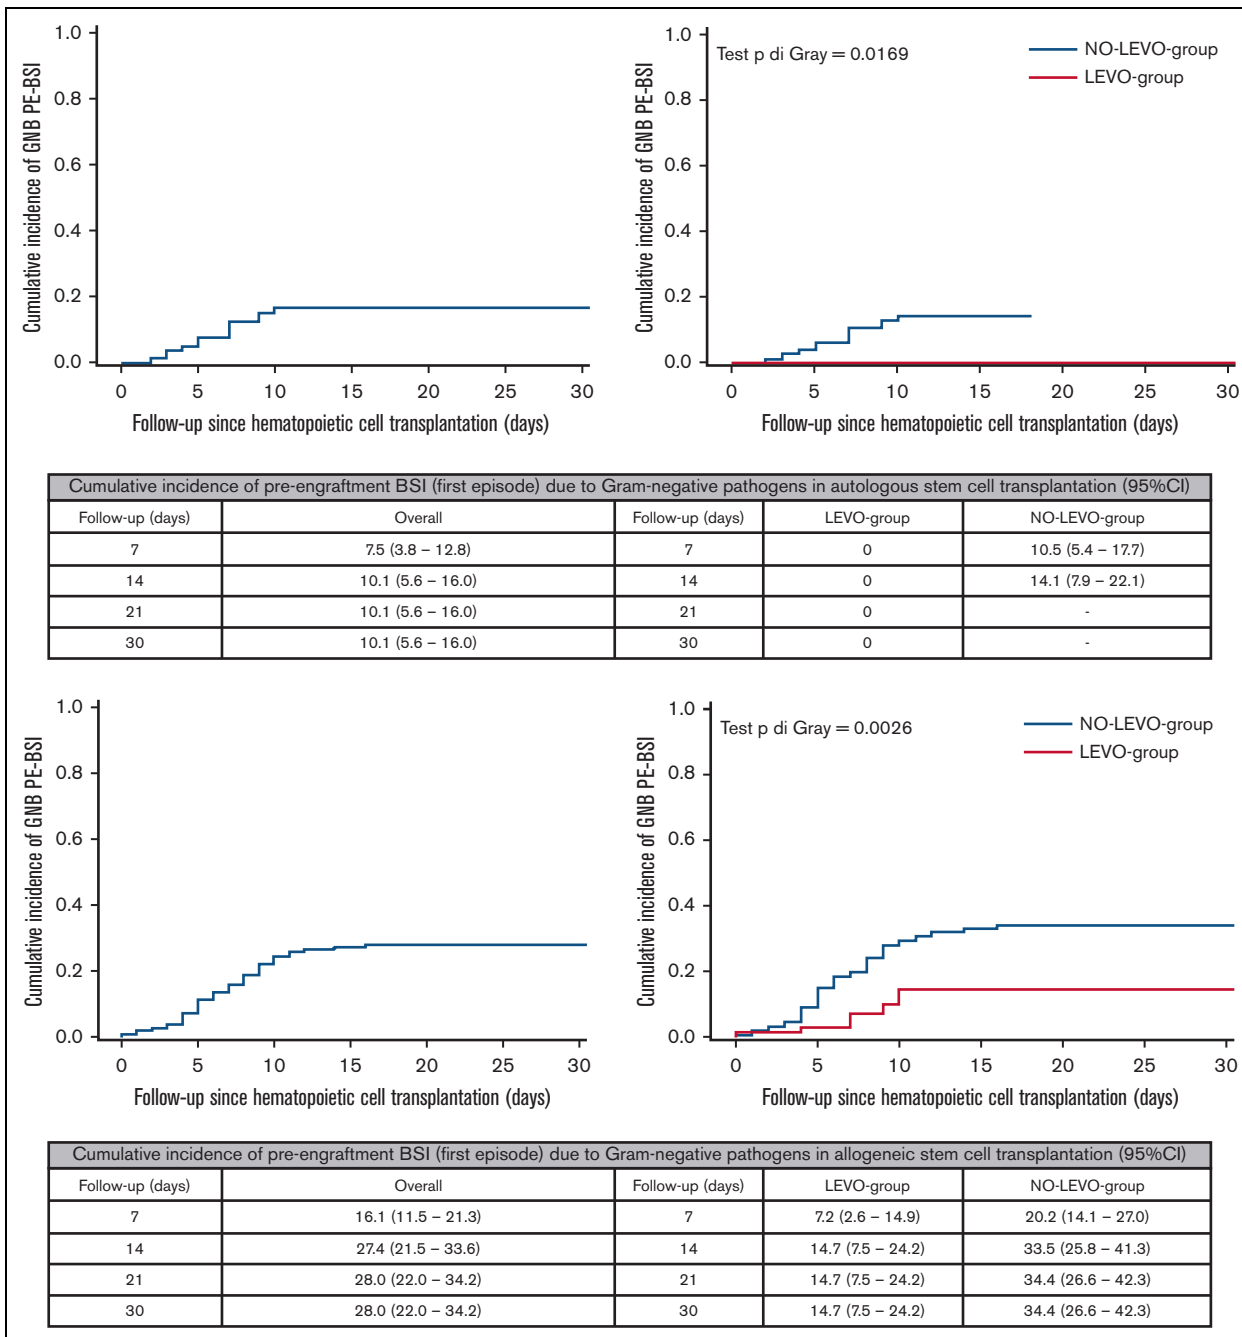 1.0
0.8
0.6
0.4
0.2
0.0
Cumulative incidence of GNB PE-BSI
0 5 10 15 20 25 30
Follow-up since hematopoietic cell transplantation (days)
1.0
0.8
0.6
0.4
0.2
0.0
Cumulative incidence of GNB PE-BSI
Test p di Gray = 0.0169
NO-LEVO-group
LEVO-group
0 5 10 15 20 25 30
Follow-up since hematopoietic cell transplantation (days)
Cumulative incidence of pre-engraftment BSI (first episode) due to Gram-negative pathogens in autologous stem cell transplantation (95%CI)
Follow-up (days) Overall Follow-up (days) LEVO-group NO-LEVO-group
7 7.5 (3.8 – 12.8) 7 0 10.5 (5.4 – 17.7)
14 10.1 (5.6 – 16.0) 14 0 14.1 (7.9 – 22.1)
21 10.1 (5.6 – 16.0) 21 0 -
30 10.1 (5.6 – 16.0) 30 0 -
1.0
0.8
0.6
0.4
0.2
0.0
Cumulative incidence of GNB PE-BSI
0 5 10 15 20 25 30
Follow-up since hematopoietic cell transplantation (days)
1.0
0.8
0.6
0.4
0.2
0.0
Cumulative incidence of GNB PE-BSI
Test p di Gray = 0.0026
NO-LEVO-group
LEVO-group
0 5 10 15 20 25 30
Follow-up since hematopoietic cell transplantation (days)
Cumulative incidence of pre-engraftment BSI (first episode) due to Gram-negative pathogens in allogeneic stem cell transplantation (95%CI)
Follow-up (days) Overall Follow-up (days) LEVO-group NO-LEVO-group
7 16.1 (11.5 – 21.3) 7 7.2 (2.6 – 14.9) 20.2 (14.1 – 27.0)
14 27.4 (21.5 – 33.6) 14 14.7 (7.5 – 24.2) 33.5 (25.8 – 41.3)
21 28.0 (22.0 – 34.2) 21 14.7 (7.5 – 24.2) 34.4 (26.6 – 42.3)
30 28.0 (22.0 – 34.2) 30 14.7 (7.5 – 24.2) 34.4 (26.6 – 42.3)